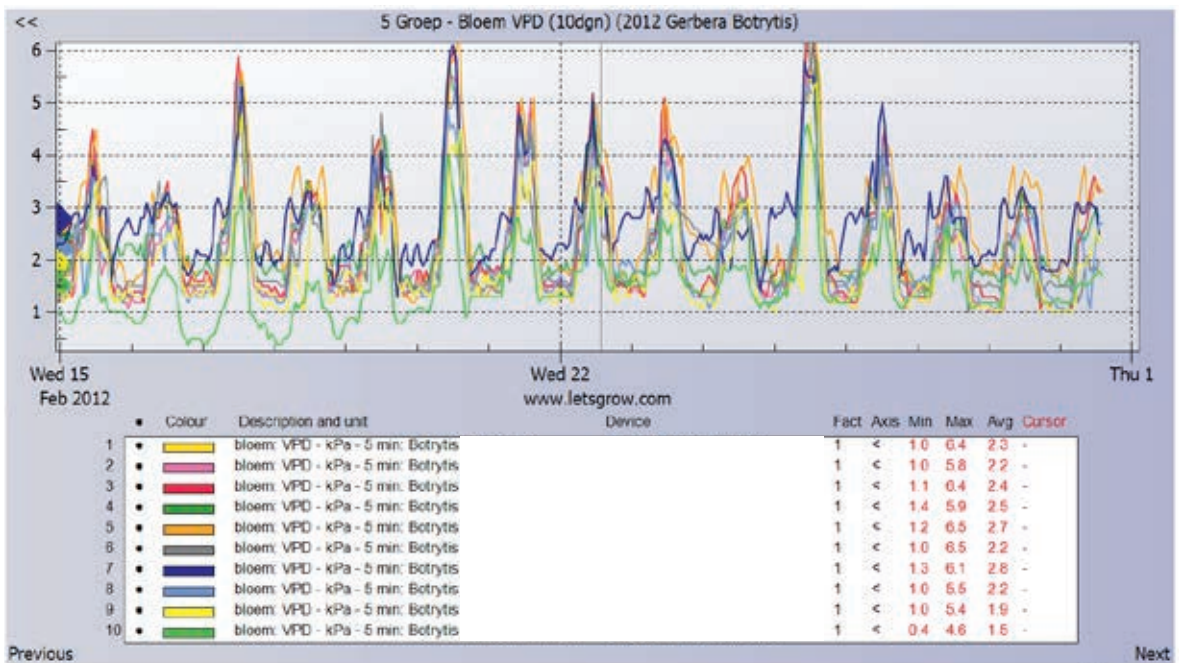 <<
5 Groep - Bloem VPD (10dgn) (2012 Gerbera Botrytis)
6
5
4
3
2
1
Wed 15 Wed 22 Thu 1
Feb 2012 www.letsgrow.com
• Colour Description and unit Device Fact Axis Min Max Avg Cursor
1 • bloem: VPD - kPa - 5 min: Botrytis 1 < 1.0 6.4 2.3 -
2 • bloem: VPD - kPa - 5 min: Botrytis 1 < 1.0 5.8 2.2 -
3 • bloem: VPD - kPa - 5 min: Botrytis 1 < 1.1 6.4 2.4 -
4 • bloem: VPD - kPa - 5 min: Botrytis 1 < 1.4 5.9 2.5 -
5 • bloem: VPD - kPa - 5 min: Botrytis 1 < 1.2 6.5 2.7 -
6 • bloem: VPD - kPa - 5 min: Botrytis 1 < 1.0 6.5 2.2 -
7 • bloem: VPD - kPa - 5 min: Botrytis 1 < 1.3 6.1 2.8 -
8 • bloem: VPD - kPa - 5 min: Botrytis 1 < 1.0 5.5 2.2 -
9 • bloem: VPD - kPa - 5 min: Botrytis 1 < 1.0 5.4 1.9 -
10 • bloem: VPD - kPa - 5 min: Botrytis 1 < 0.4 4.6 1.5 -
Previous Next